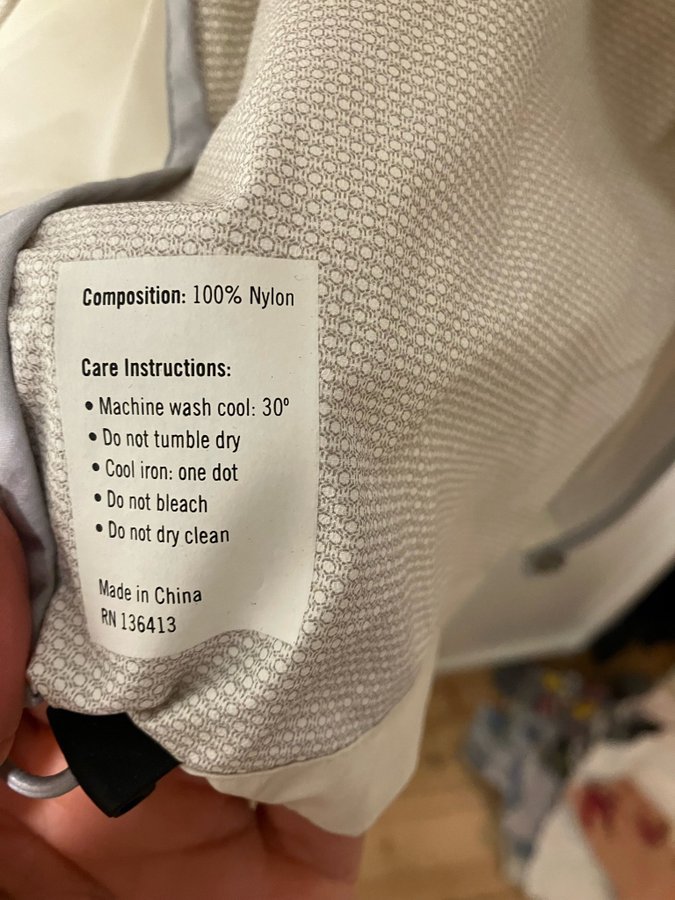 Composition: 100% Nylon
Care Instructions:
• Machine wash cool: 30º
• Do not tumble dry
• Cool iron: one dot
• Do not bleach
• Do not dry clean
Made in China
RN 136413